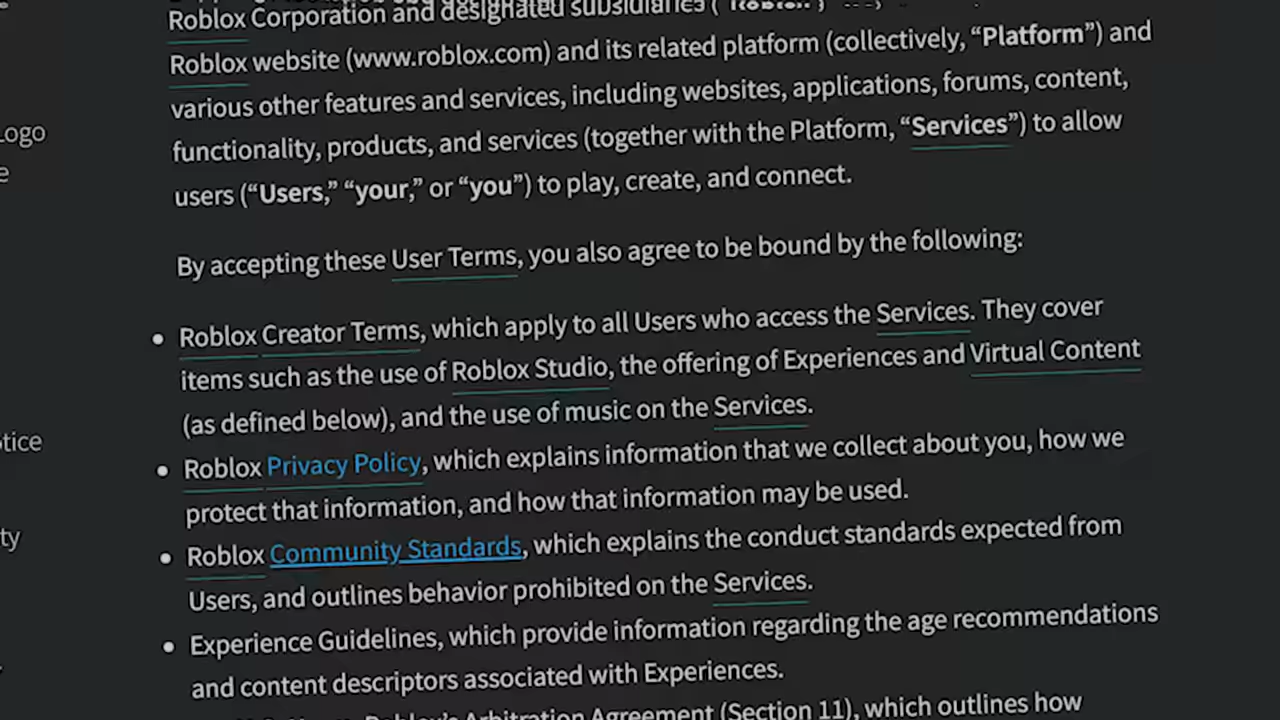 Roblox Corporation and designated subsidiaries
Roblox website (www.roblox.com) and its related platform (collectively, “Platform”) and
various other features and services, including websites, applications, forums, content,
functionality, products, and services (together with the Platform, “Services”) to allow
users (“Users,” “your,” or “you”) to play, create, and connect.
By accepting these User Terms, you also agree to be bound by the following:
• Roblox Creator Terms, which apply to all Users who access the Services. They cover
items such as the use of Roblox Studio, the offering of Experiences and Virtual Content
(as defined below), and the use of music on the Services.
• Roblox Privacy Policy, which explains information that we collect about you, how we
protect that information, and how that information may be used.
• Roblox Community Standards, which explains the conduct standards expected from
Users, and outlines behavior prohibited on the Services.
• Experience Guidelines, which provide information regarding the age recommendations
and content descriptors associated with Experiences.
Roblox’s Arbitration Agreement (Section 11), which outlines how
Logo